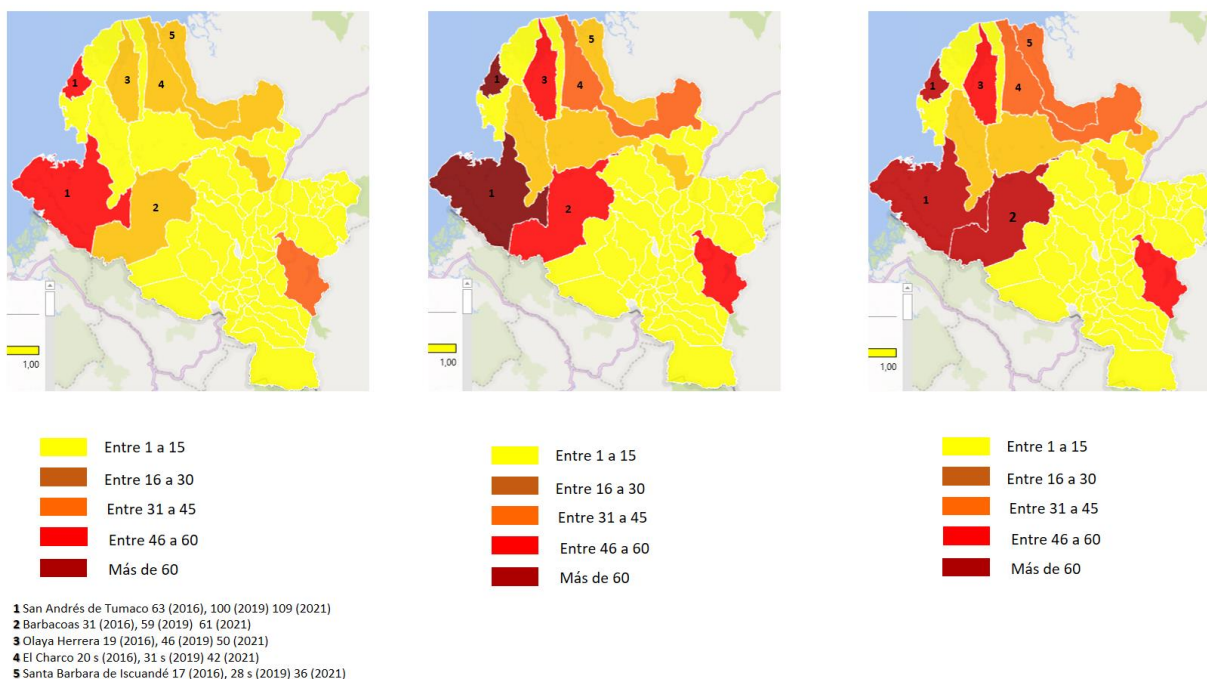 5
3
4
1
1
2
1,00
5
1
3
4
1
2
1,00
5
1
3
4
1
2
1,00
Entre 1 a 15
Entre 16 a 30
Entre 31 a 45
Entre 46 a 60
Más de 60
Entre 1 a 15
Entre 16 a 30
Entre 31 a 45
Entre 46 a 60
Más de 60
Entre 1 a 15
Entre 16 a 30
Entre 31 a 45
Entre 46 a 60
Más de 60
1 San Andrés de Tumaco 63 (2016), 100 (2019) 109 (2021)
2 Barbacoas 31 (2016), 59 (2019) 61 (2021)
3 Olaya Herrera 19 (2016), 46 (2019) 50 (2021)
4 El Charco 20 s (2016), 31 s (2019) 42 (2021)
5 Santa Barbara de Iscuandé 17 (2016), 28 s (2019) 36 (2021)